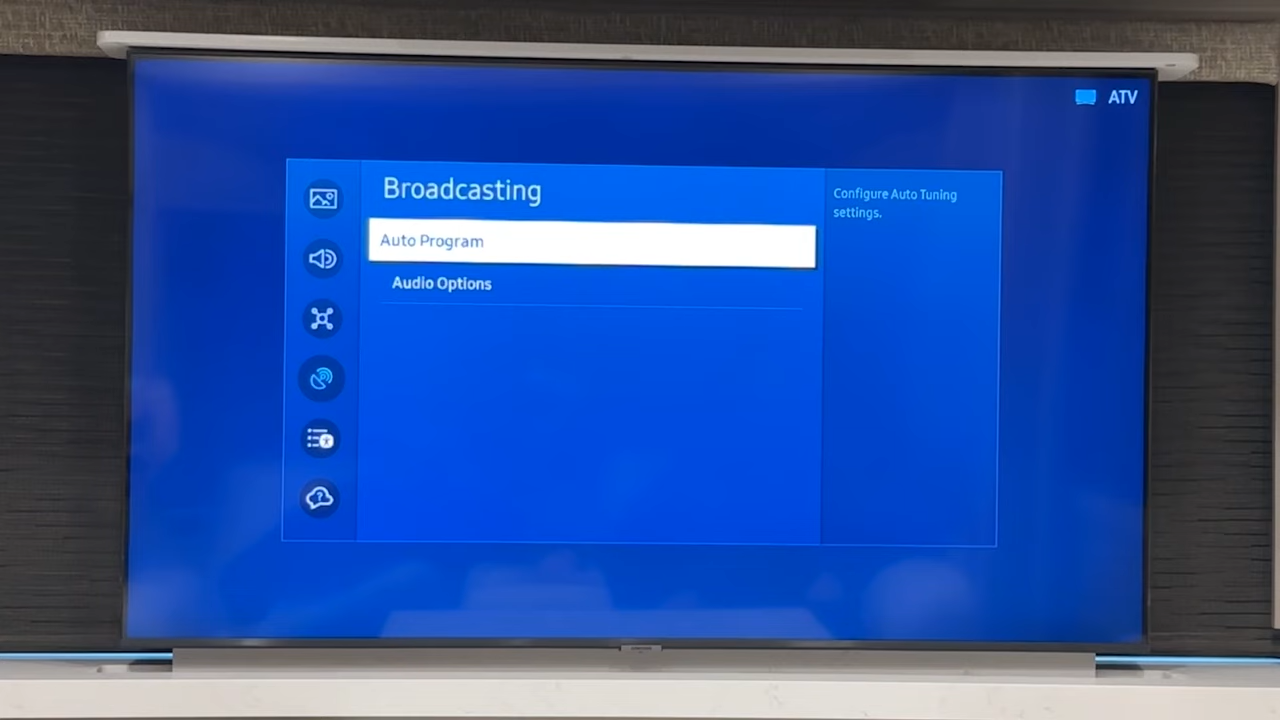 ATV
Broadcasting
Auto Program
Audio Options
Configure Auto Tuning
settings.